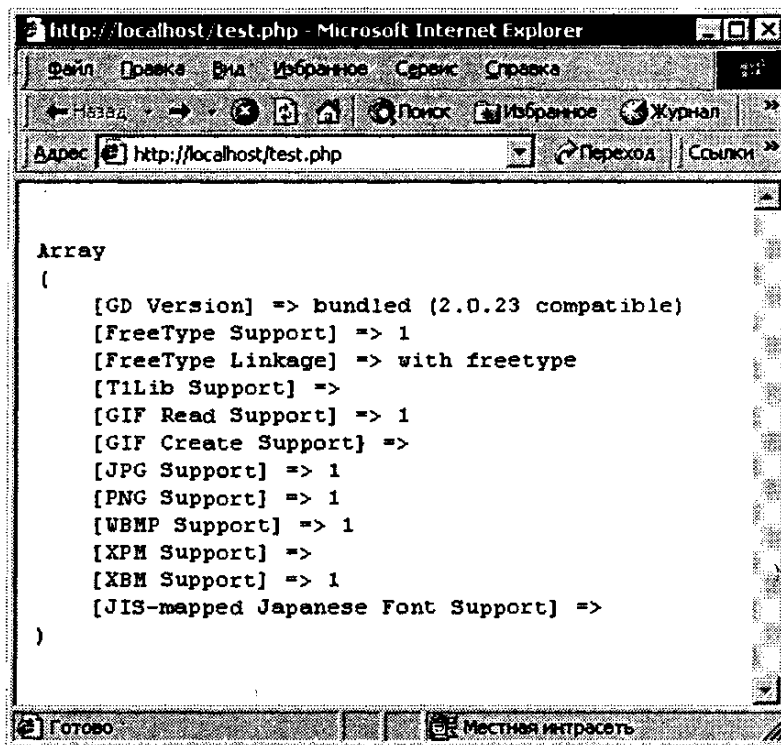 http://localhost/test.php - Microsoft Internet Explorer
Файл Правка Вид Избранное Сервис Справка
Назад Поиск Избранное Журнал »
Адрес http://localhost/test.php Переход Ссылки »
Array
(
[GD Version] => bundled (2.0.23 compatible)
[FreeType Support] => 1
[FreeType Linkage] => with freetype
[T1Lib Support] =>
[GIF Read Support] => 1
[GIF Create Support] =>
[JPG Support] => 1
[PNG Support] => 1
[WBMP Support] => 1
[XPM Support] =>
[XBM Support] => 1
[JIS-mapped Japanese Font Support] =>
)
Готово Местная интрасеть